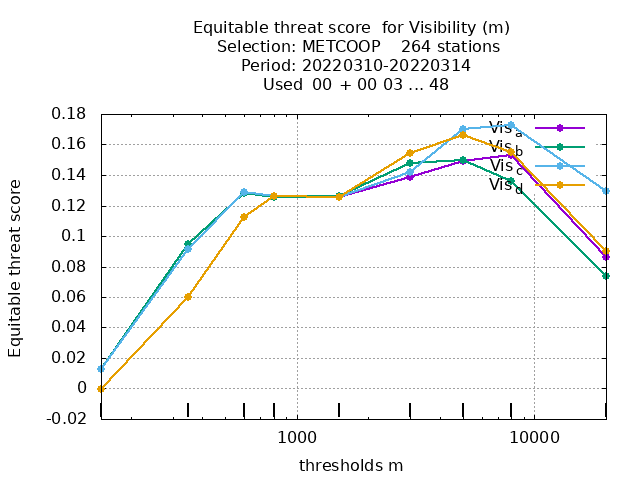 Equitable threat score  for Visibility (m)
Selection: METCOOP    264 stations
Period: 20220310-20220314
Used  00  + 00 03 ... 48
0.18
0.16
0.14
0.12
0.1
0.08
0.06
0.04
0.02
0
-0.02
Equitable threat score
Vis a
Vis b
Vis c
Vis d
1000
10000
thresholds m